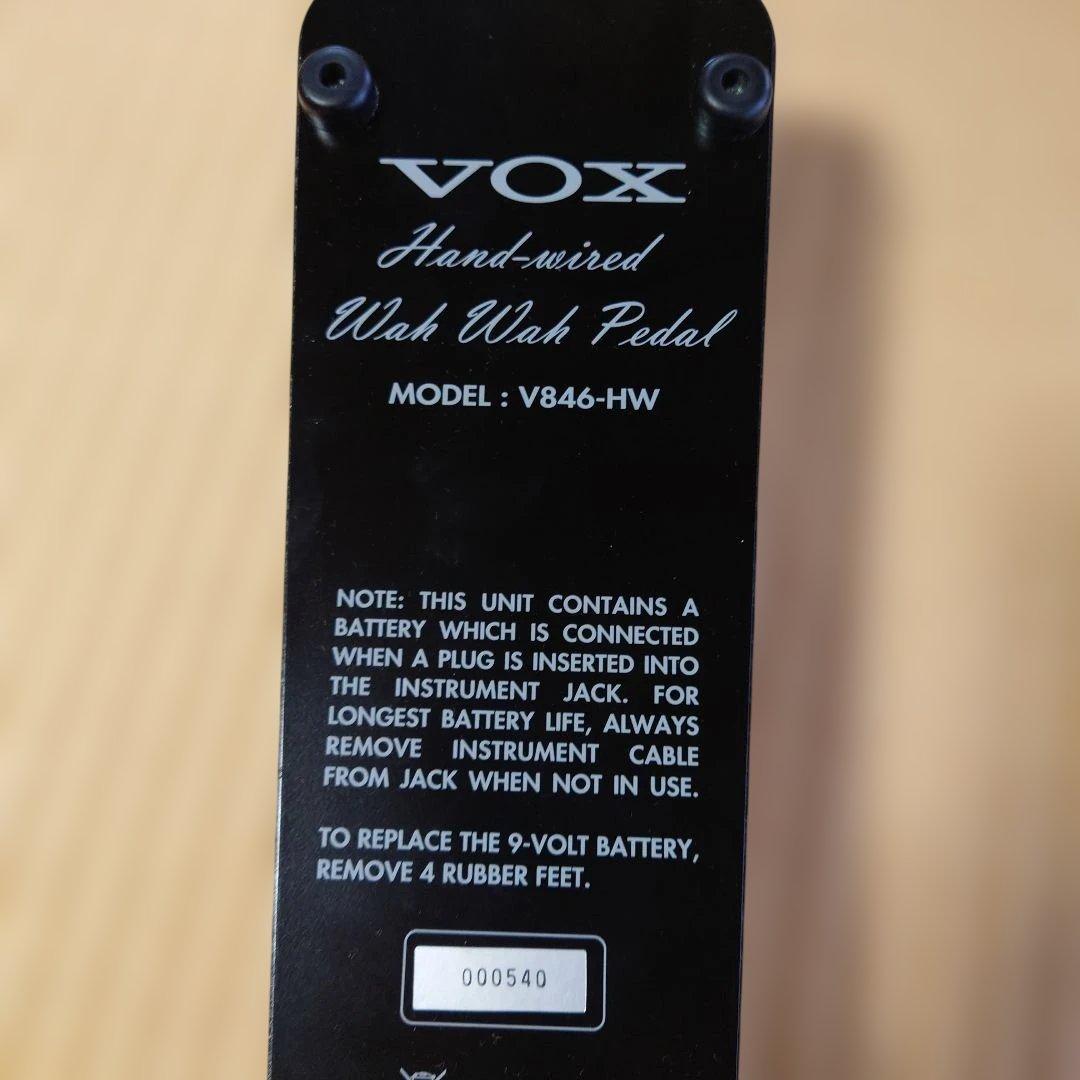 VOX
Hand-wired
Wah Wah Pedal
MODEL : V846-HW
NOTE: THIS UNIT CONTAINS A
BATTERY WHICH IS CONNECTED
WHEN A PLUG IS INSERTED INTO
THE INSTRUMENT JACK. FOR
LONGEST BATTERY LIFE, ALWAYS
REMOVE INSTRUMENT CABLE
FROM JACK WHEN NOT IN USE.
TO REPLACE THE 9-VOLT BATTERY,
REMOVE 4 RUBBER FEET.
000540